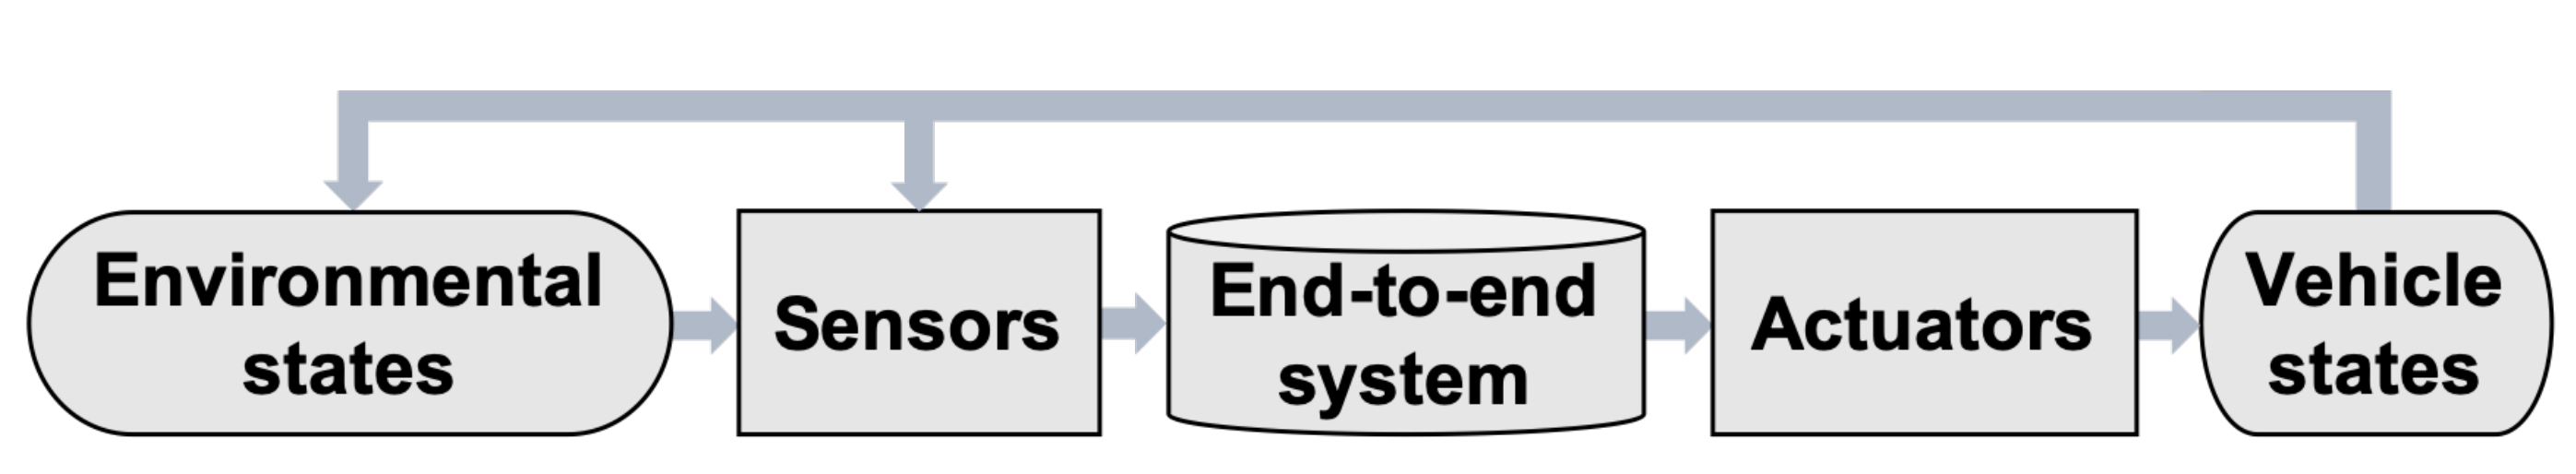 Environmental
states
Sensors
End-to-end
system
Actuators
Vehicle
states